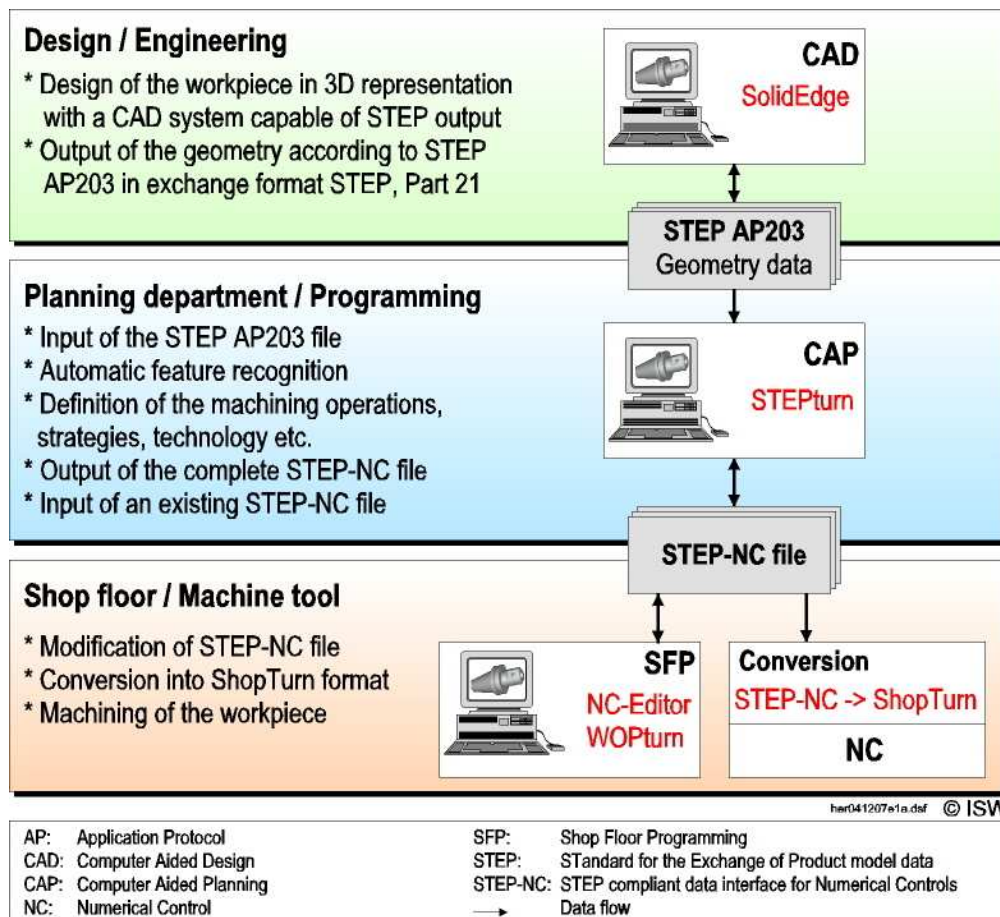 Design / Engineering
* Design of the workpiece in 3D representation
with a CAD system capable of STEP output
* Output of the geometry according to STEP
AP203 in exchange format STEP, Part 21
CAD
SolidEdge
STEP AP203
Geometry data
Planning department / Programming
* Input of the STEP AP203 file
* Automatic feature recognition
* Definition of the machining operations,
strategies, technology etc.
* Output of the complete STEP-NC file
* Input of an existing STEP-NC file
CAP
STEPturn
STEP-NC file
Shop floor / Machine tool
* Modification of STEP-NC file
* Conversion into ShopTurn format
* Machining of the workpiece
SFP
NC-Editor
WOPturn
Conversion
STEP-NC -> ShopTurn
NC
her041207e1a.dsf © ISW
AP: Application Protocol
CAD: Computer Aided Design
CAP: Computer Aided Planning
NC: Numerical Control
SFP: Shop Floor Programming
STEP: STandard for the Exchange of Product model data
STEP-NC: STEP compliant data interface for Numerical Controls
Data flow